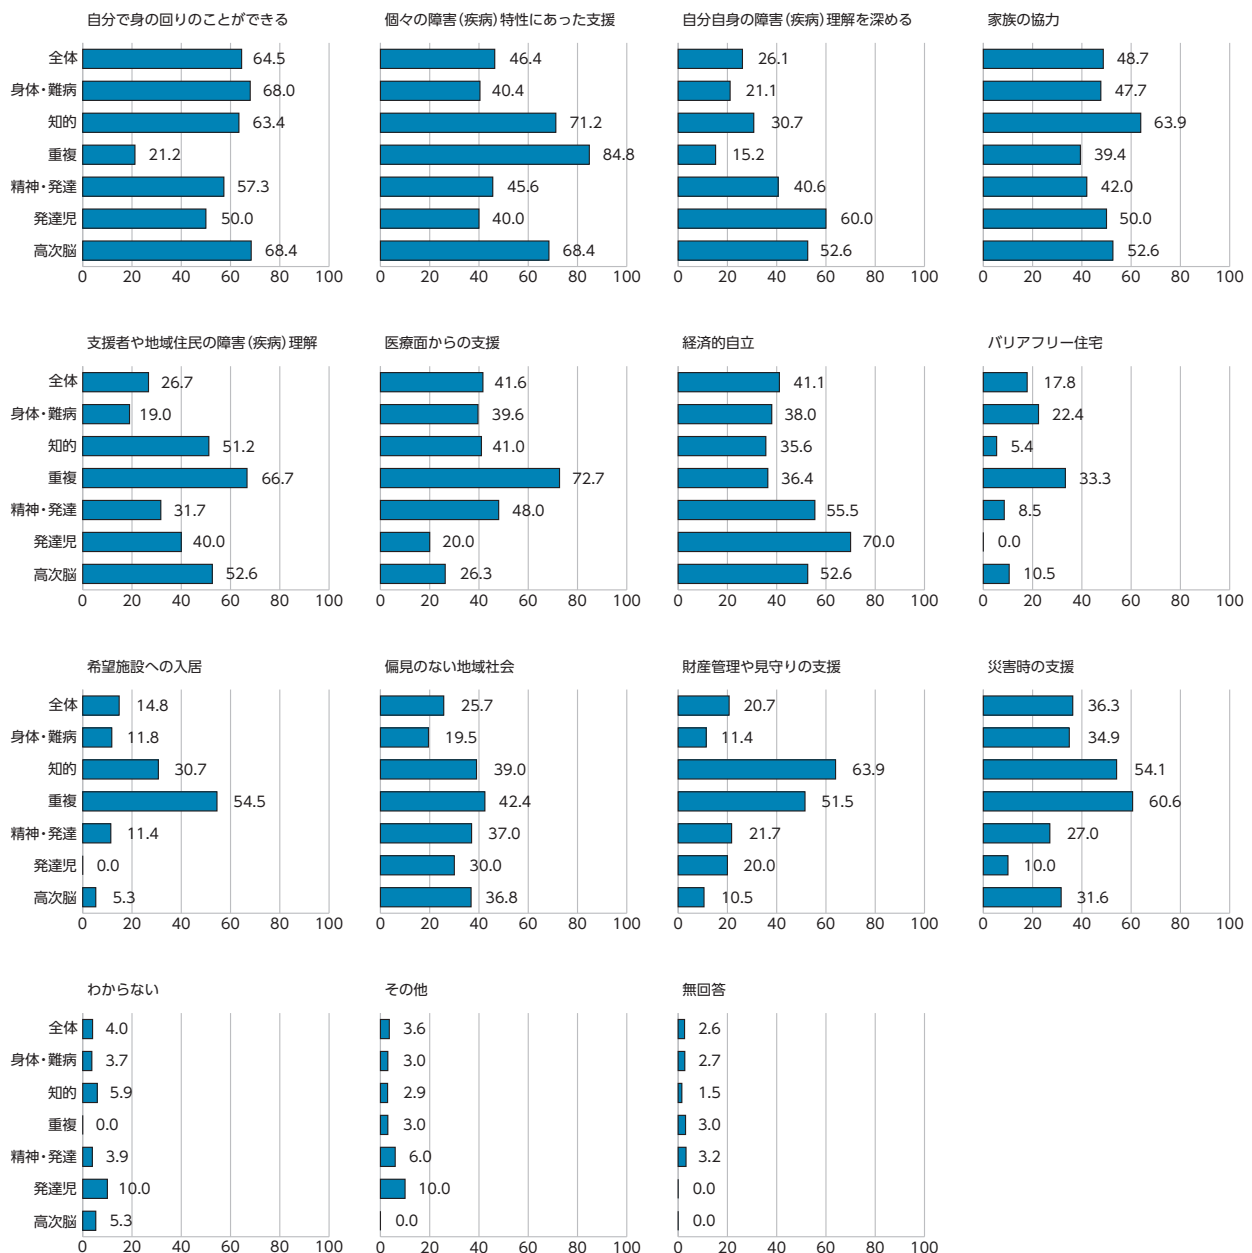 自分で身の回りのことができる
個々の障害（疾病）特性にあった支援
自分自身の障害（疾病）理解を深める
家族の協力
全体 64.5 46.4 26.1 48.7
身体・難病 68.0 40.4 21.1 47.7
知的 63.4 71.2 30.7 63.9
重複 21.2 84.8 15.2 39.4
精神・発達 57.3 45.6 40.6 42.0
発達児 50.0 40.0 60.0 50.0
高次脳 68.4 68.4 52.6 52.6
0 20 40 60 80 100 0 20 40 60 80 100 0 20 40 60 80 100 0 20 40 60 80 100
支援者や地域住民の障害（疾病）理解
医療面からの支援
経済的自立
バリアフリー住宅
全体 26.7 41.6 41.1 17.8
身体・難病 19.0 39.6 38.0 22.4
知的 51.2 41.0 35.6 5.4
重複 66.7 72.7 36.4 33.3
精神・発達 31.7 48.0 55.5 8.5
発達児 40.0 20.0 70.0 0.0
高次脳 52.6 26.3 52.6 10.5
0 20 40 60 80 100 0 20 40 60 80 100 0 20 40 60 80 100 0 20 40 60 80 100
希望施設への入居
偏見のない地域社会
財産管理や見守りの支援
災害時の支援
全体 14.8 25.7 20.7 36.3
身体・難病 11.8 19.5 11.4 34.9
知的 30.7 39.0 63.9 54.1
重複 54.5 42.4 51.5 60.6
精神・発達 11.4 37.0 21.7 27.0
発達児 0.0 30.0 20.0 10.0
高次脳 5.3 36.8 10.5 31.6
0 20 40 60 80 100 0 20 40 60 80 100 0 20 40 60 80 100 0 20 40 60 80 100
わからない
その他
無回答
全体 4.0 3.6 2.6
身体・難病 3.7 3.0 2.7
知的 5.9 2.9 1.5
重複 0.0 3.0 3.0
精神・発達 3.9 6.0 3.2
発達児 10.0 10.0 0.0
高次脳 5.3 0.0 0.0
0 20 40 60 80 100 0 20 40 60 80 100 0 20 40 60 80 100